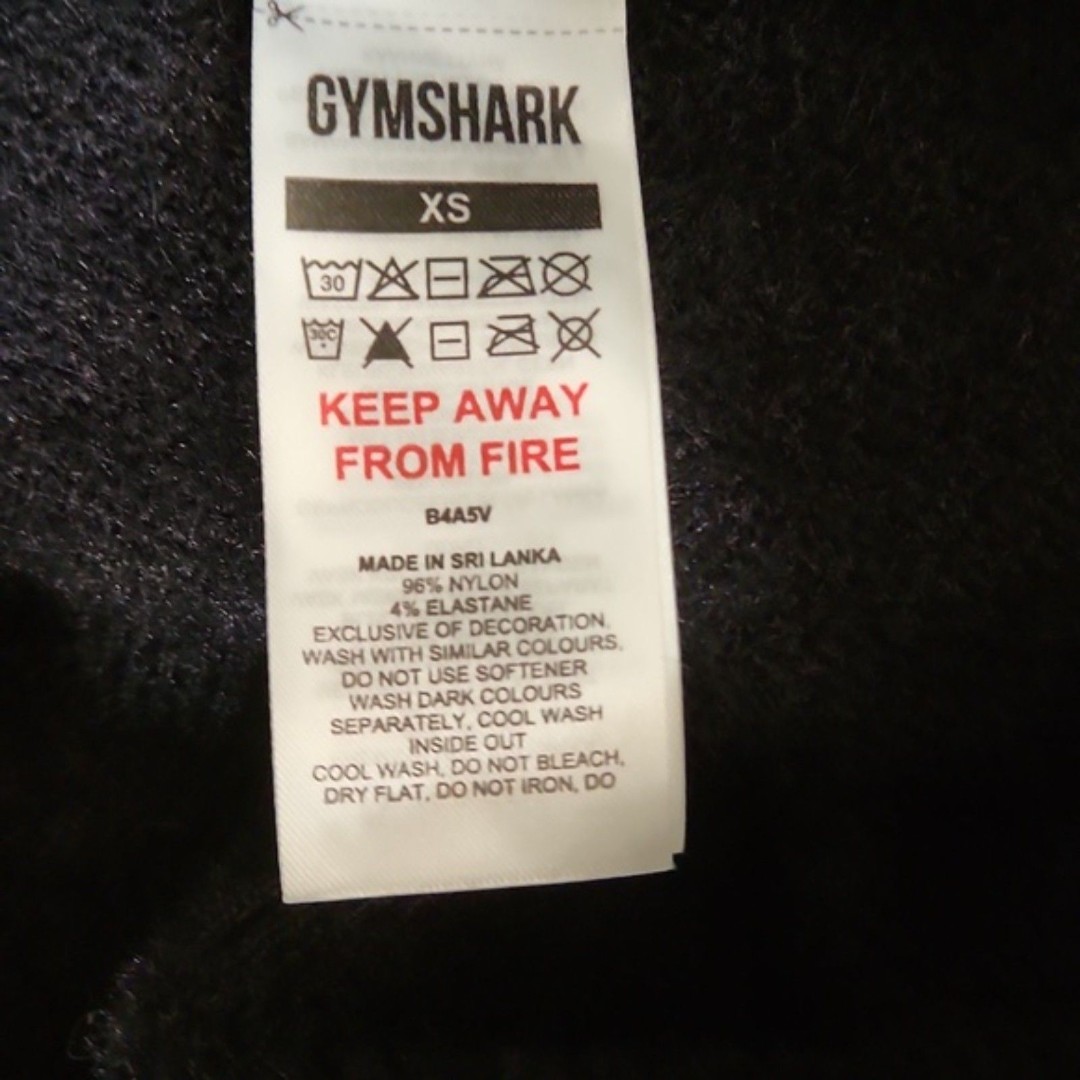 GYMSHARK
XS
30
30C
KEEP AWAY
FROM FIRE
B4A5V
MADE IN SRI LANKA
96% NYLON
4% ELASTANE
EXCLUSIVE OF DECORATION.
WASH WITH SIMILAR COLOURS,
DO NOT USE SOFTENER
WASH DARK COLOURS
SEPARATELY, COOL WASH
INSIDE OUT
COOL WASH, DO NOT BLEACH,
DRY FLAT, DO NOT IRON, DO